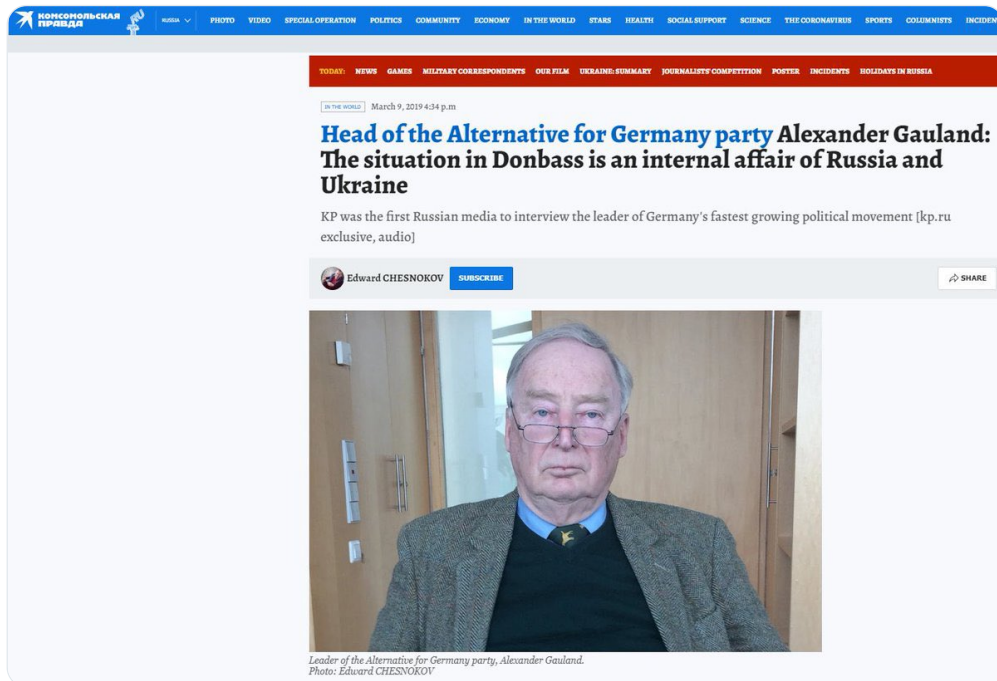 КОМСОМОЛЬСКАЯ
ПРАВДА
RUSSIA
PHOTO VIDEO SPECIAL OPERATION POLITICS COMMUNITY ECONOMY IN THE WORLD STARS HEALTH SOCIAL SUPPORT SCIENCE THE CORONAVIRUS SPORTS COLUMNISTS INCIDEN
TODAY: NEWS GAMES MILITARY CORRESPONDENTS OUR FILM UKRAINE: SUMMARY JOURNALISTS' COMPETITION POSTER INCIDENTS HOLIDAYS IN RUSSIA
IN THE WORLD March 9, 2019 4:34 p.m
Head of the Alternative for Germany party Alexander Gauland:
The situation in Donbass is an internal affair of Russia and
Ukraine
KP was the first Russian media to interview the leader of Germany's fastest growing political movement [kp.ru
exclusive, audio]
Edward CHESNOKOV SUBSCRIBE SHARE
Leader of the Alternative for Germany party, Alexander Gauland.
Photo: Edward CHESNOKOV